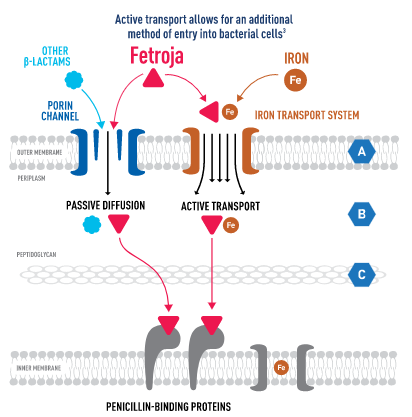 Active transport allows for an additional
method of entry into bacterial cells³
OTHER
β-LACTAMS
Fetroja
IRON
Fe
PORIN
CHANNEL
Fe
IRON TRANSPORT SYSTEM
OUTER MEMBRANE
A
PERIPLASM
PASSIVE DIFFUSION
ACTIVE TRANSPORT
B
Fe
PEPTIDOGLYCAN
C
INNER MEMBRANE
Fe
PENICILLIN-BINDING PROTEINS